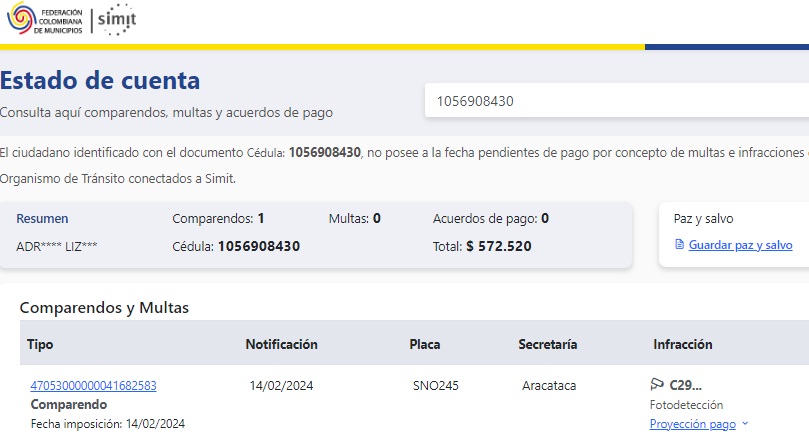 FEDERACIÓN
COLOMBIANA
DE MUNICIPIOS
simit
Estado de cuenta
1056908430
Consulta aquí comparendos, multas y acuerdos de pago
El ciudadano identificado con el documento Cédula: 1056908430, no posee a la fecha pendientes de pago por concepto de multas e infracciones
Organismo de Tránsito conectados a Simit.
Resumen Comparendos: 1 Multas: 0 Acuerdos de pago: 0 Paz y salvo
ADR**** LIZ*** Cédula: 1056908430 Total: $ 572.520 Guardar paz y salvo
Comparendos y Multas
Tipo Notificación Placa Secretaría Infracción
47053000000041682583 14/02/2024 SNO245 Aracataca C29...
Comparendo Fotodetección
Fecha imposición: 14/02/2024 Proyección pago